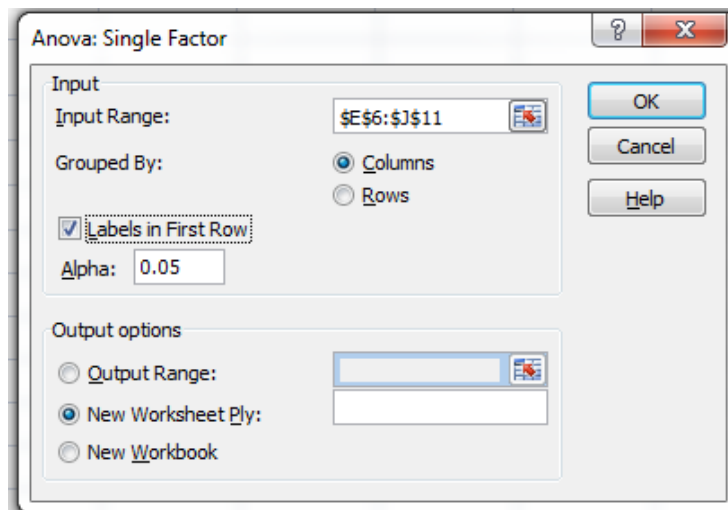 Anova: Single Factor
Input
Input Range:
$E$6:$J$11
Grouped By:
Columns
Rows
Labels in First Row
Alpha:
0.05
OK
Cancel
Help
Output options
Output Range:
New Worksheet Ply:
New Workbook